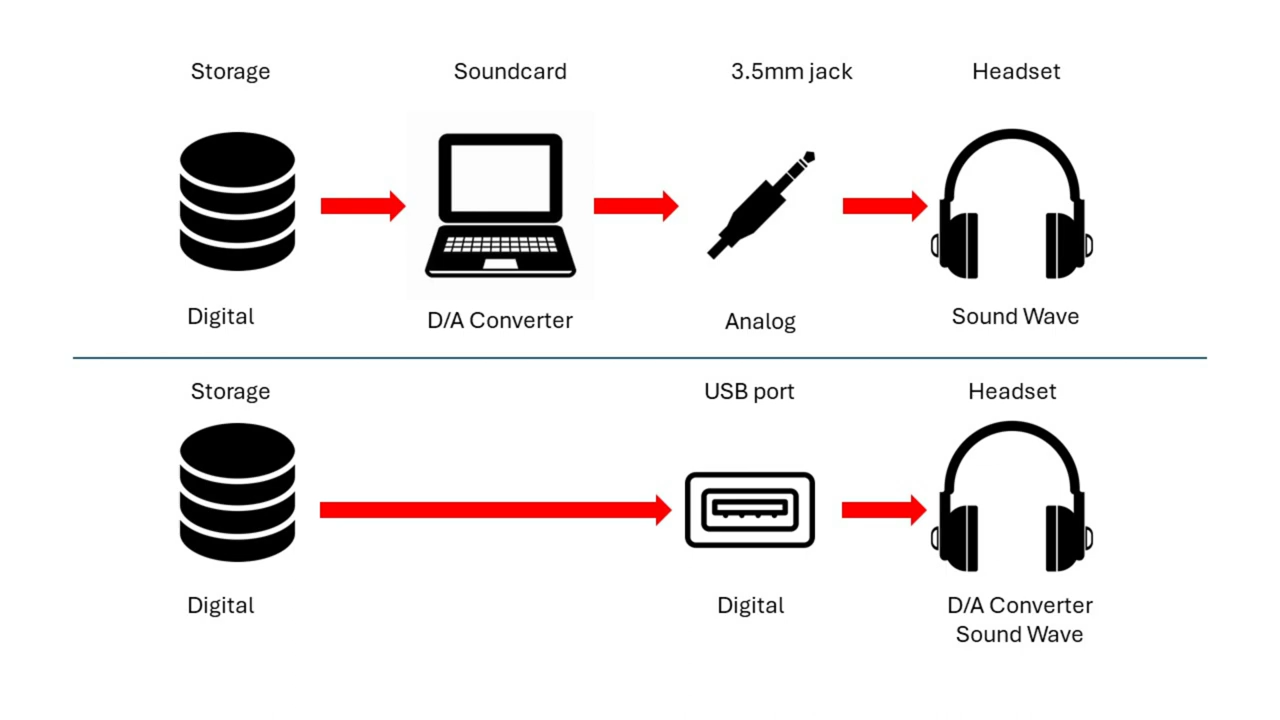 Storage
Soundcard
3.5mm jack
Headset
Digital
D/A Converter
Analog
Sound Wave
Storage
USB port
Headset
Digital
Digital
D/A Converter
Sound Wave